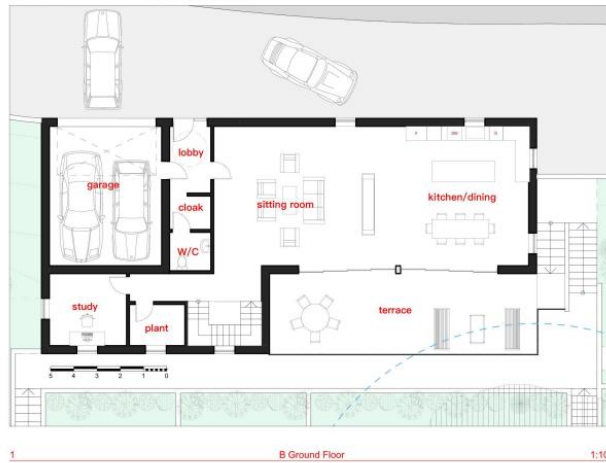 lobby
garage
cloak
sitting room
kitchen/dining
W/C
study
plant
terrace
5 4 3 2 1 0
1 B Ground Floor 1:10